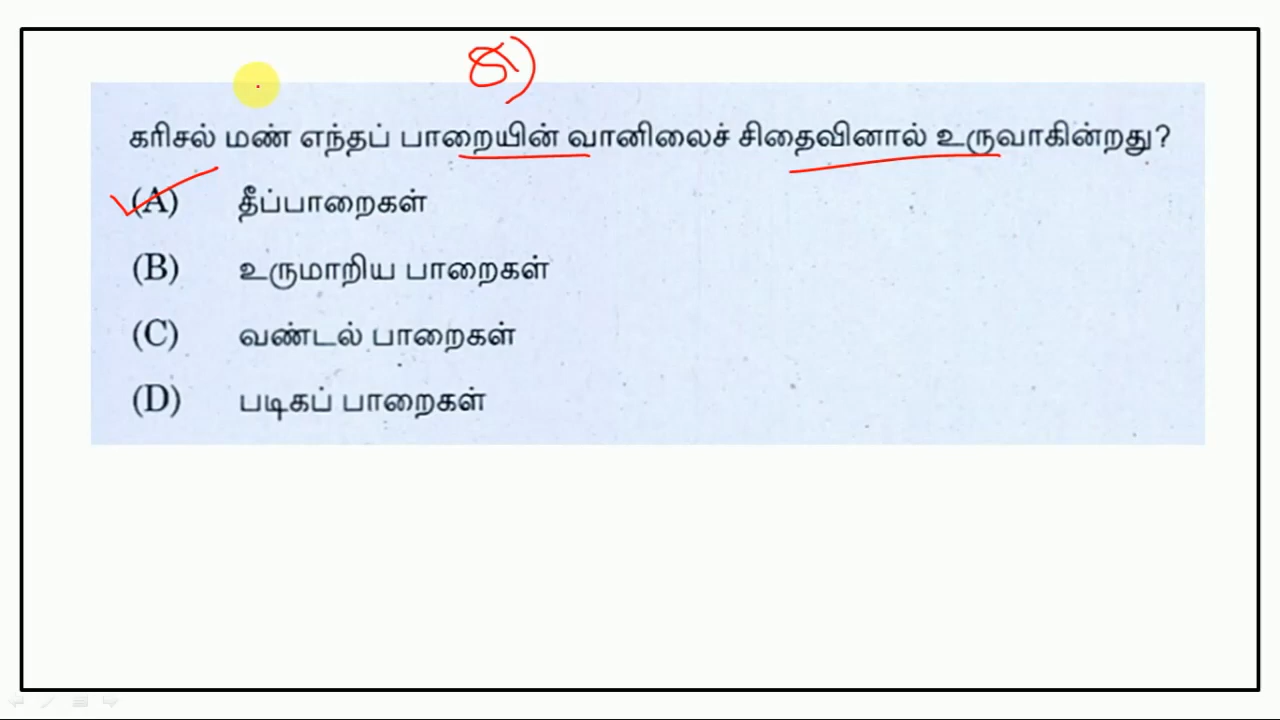 8)
கரிசல் மண் எந்தப் பாறையின் வானிலைச் சிதைவினால் உருவாகின்றது?
(A) தீப்பாறைகள்
(B) உருமாறிய பாறைகள்
(C) வண்டல் பாறைகள்
(D) படிகப் பாறைகள்